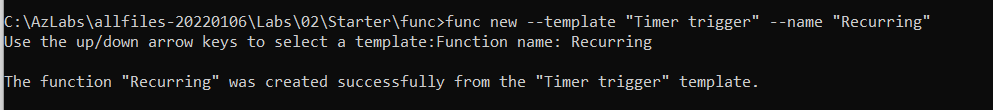 C:\AzLabs\allfiles-20220106\Labs\02\Starter\func>func new --template "Timer trigger" --name "Recurring"
Use the up/down arrow keys to select a template:Function name: Recurring
The function "Recurring" was created successfully from the "Timer trigger" template.